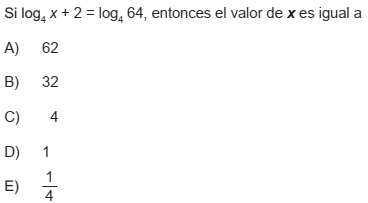 Si log₄ x + 2 = log₄ 64, entonces el valor de x es igual a
A) 62
B) 32
C) 4
D) 1
E) 1/4